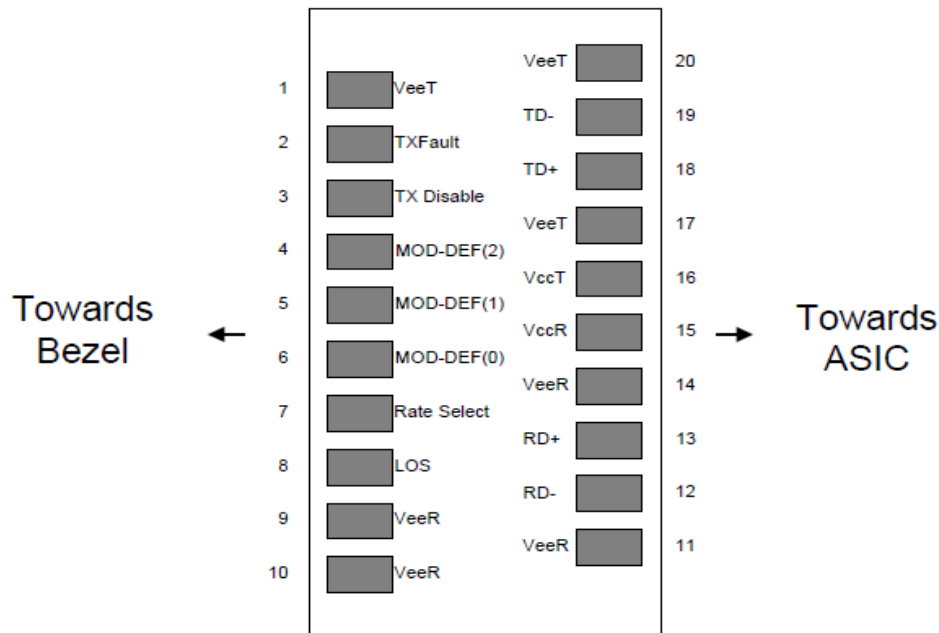 VeeT 20
1 VeeT
TD- 19
2 TXFault
TD+ 18
3 TX Disable
VeeT 17
4 MOD-DEF(2)
VccT 16
5 MOD-DEF(1)
Towards
Bezel
VccR 15
Towards
ASIC
6 MOD-DEF(0)
VeeR 14
7 Rate Select
RD+ 13
8 LOS
RD- 12
9 VeeR
VeeR 11
10 VeeR